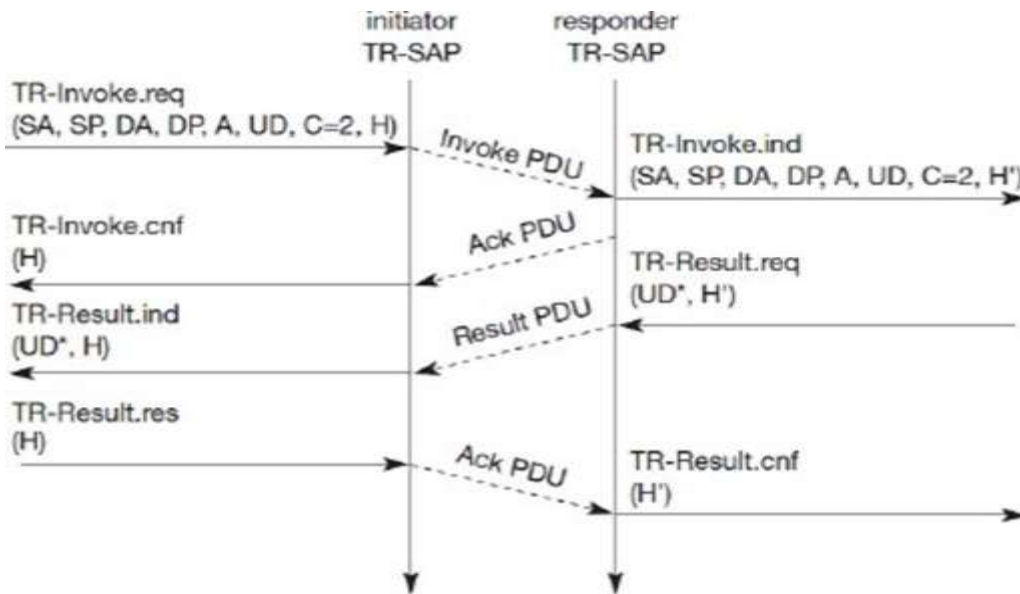 initiator
TR-SAP
responder
TR-SAP
TR-Invoke.req
(SA, SP, DA, DP, A, UD, C=2, H)
Invoke PDU
TR-Invoke.ind
(SA, SP, DA, DP, A, UD, C=2, H')
TR-Invoke.cnf
(H)
Ack PDU
TR-Result.req
(UD*, H')
TR-Result.ind
(UD*, H)
Result PDU
TR-Result.res
(H)
Ack PDU
TR-Result.cnf
(H')